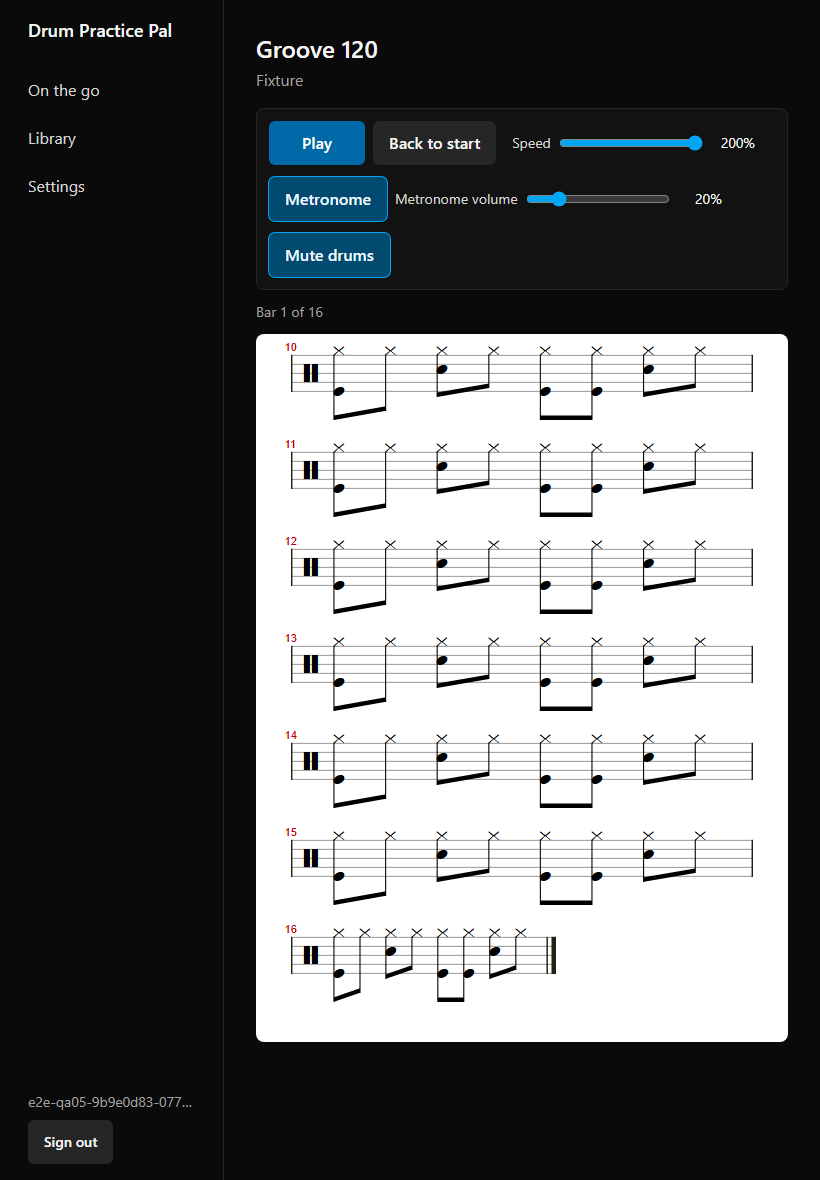 Drum Practice Pal
On the go
Library
Settings
Groove 120
Fixture
Play Back to start Speed 200%
Metronome Metronome volume 20%
Mute drums
Bar 1 of 16
10
11
12
13
14
15
16
e2e-qa05-9b9e0d83-077...
Sign out